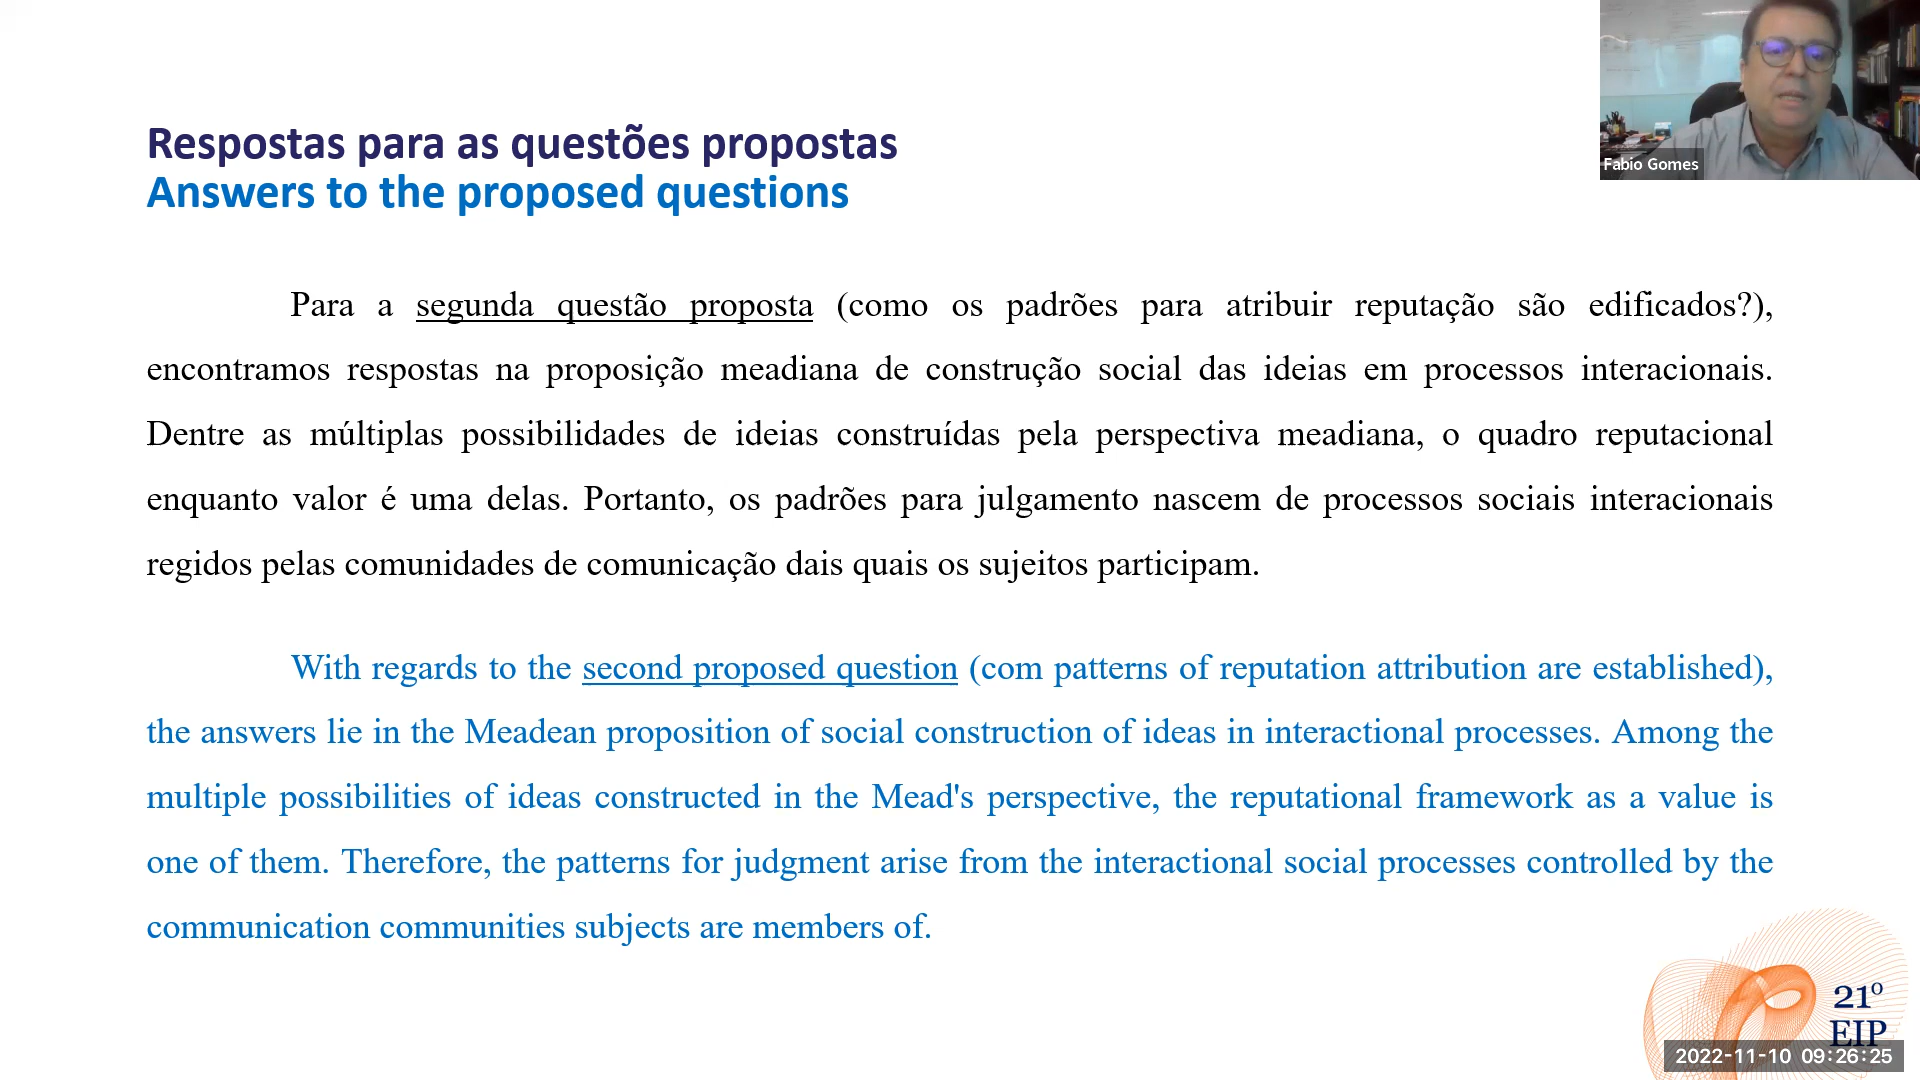 Respostas para as questões propostas
Answers to the proposed questions
Fabio Gomes
Para a segunda questão proposta (como os padrões para atribuir reputação são edificados?),
encontramos respostas na proposição meadiana de construção social das ideias em processos interacionais.
Dentre as múltiplas possibilidades de ideias construídas pela perspectiva meadiana, o quadro reputacional
enquanto valor é uma delas. Portanto, os padrões para julgamento nascem de processos sociais interacionais
regidos pelas comunidades de comunicação dais quais os sujeitos participam.
With regards to the second proposed question (com patterns of reputation attribution are established),
the answers lie in the Meadean proposition of social construction of ideas in interactional processes. Among the
multiple possibilities of ideas constructed in the Mead's perspective, the reputational framework as a value is
one of them. Therefore, the patterns for judgment arise from the interactional social processes controlled by the
communication communities subjects are members of.
21º
EIP
2022-11-10 09:26:25